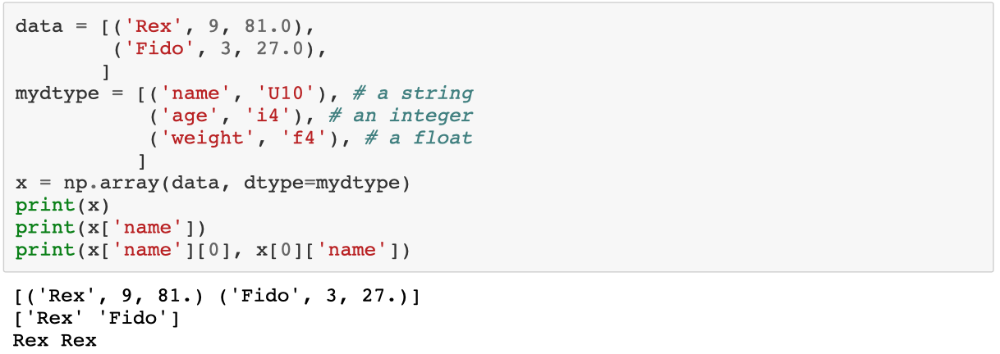 data = [('Rex', 9, 81.0),
        ('Fido', 3, 27.0),
       ]
mydtype = [('name', 'U10'), # a string
           ('age', 'i4'), # an integer
           ('weight', 'f4'), # a float
          ]
x = np.array(data, dtype=mydtype)
print(x)
print(x['name'])
print(x['name'][0], x[0]['name'])
[('Rex', 9, 81.) ('Fido', 3, 27.)]
['Rex' 'Fido']
Rex Rex